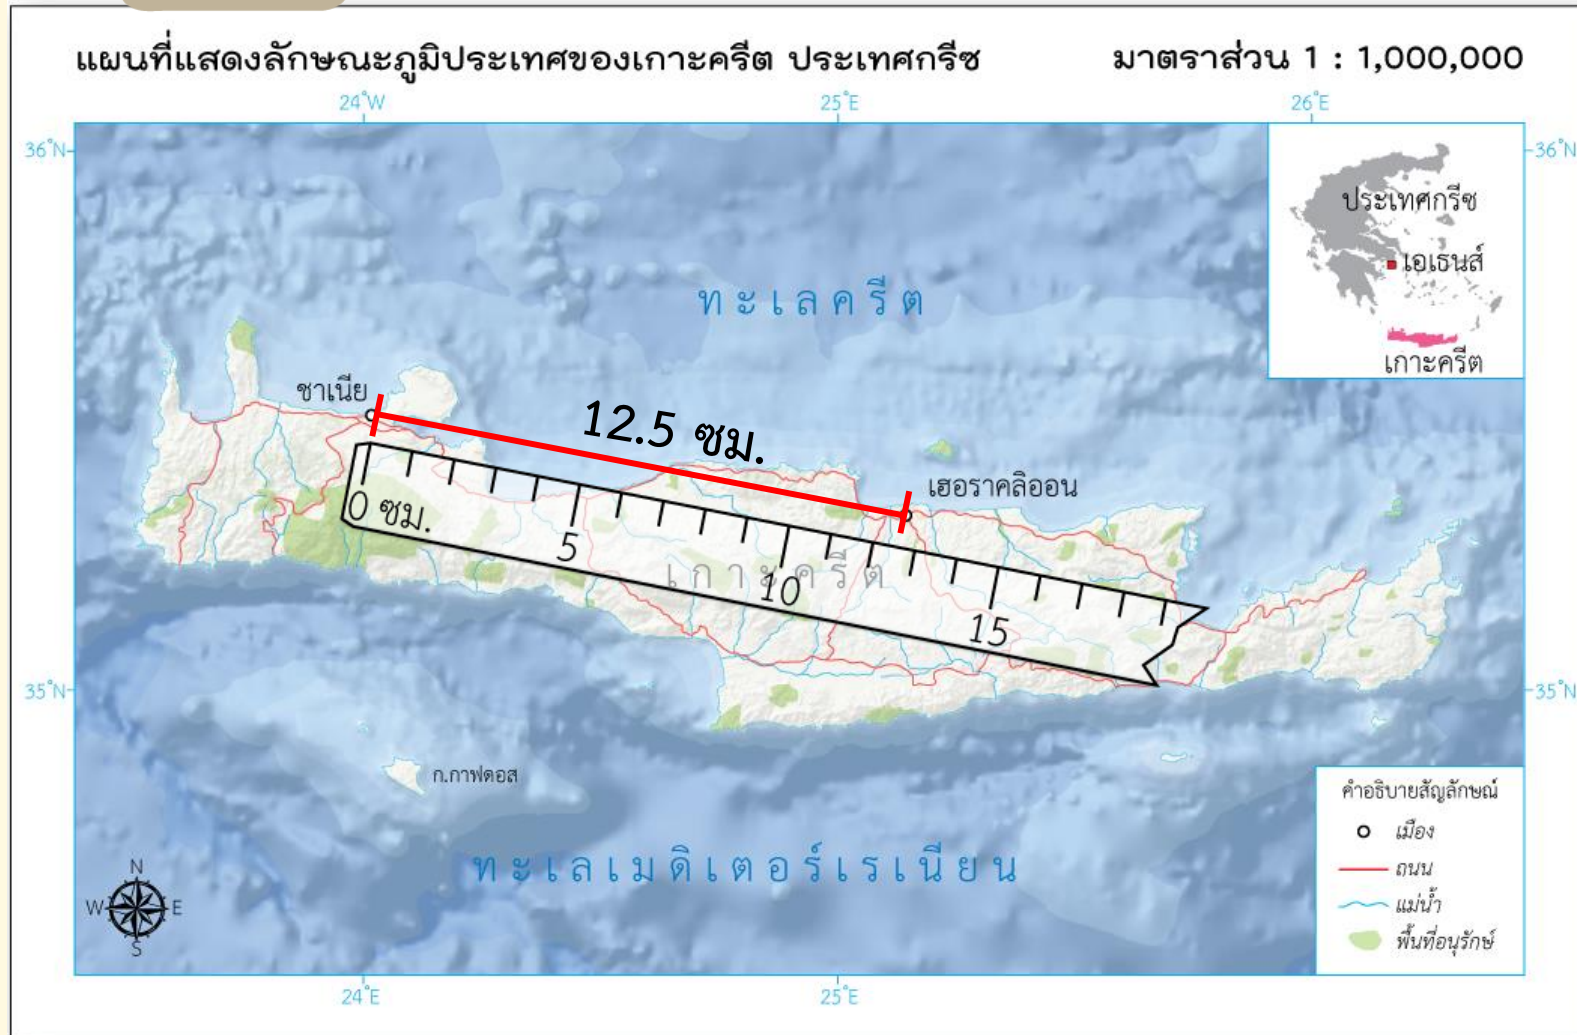 แผนที่แสดงลักษณะภูมิประเทศของเกาะครีต ประเทศกรีซ
มาตราส่วน 1 : 1,000,000
24°W
25°E
26°E
36°N
36°N
ประเทศกรีซ
เอเธนส์
เกาะครีต
ทะเลครีต
ชาเนีย
12.5 ซม.
เฮอราคลิออน
0 ซม.
5
10
15
เกาะครีต
35°N
35°N
ก.กาฟดอส
ทะเลเมดิเตอร์เรเนียน
คำอธิบายสัญลักษณ์
เมือง
ถนน
แม่น้ำ
พื้นที่อนุรักษ์
N
W
E
S
24°E
25°E